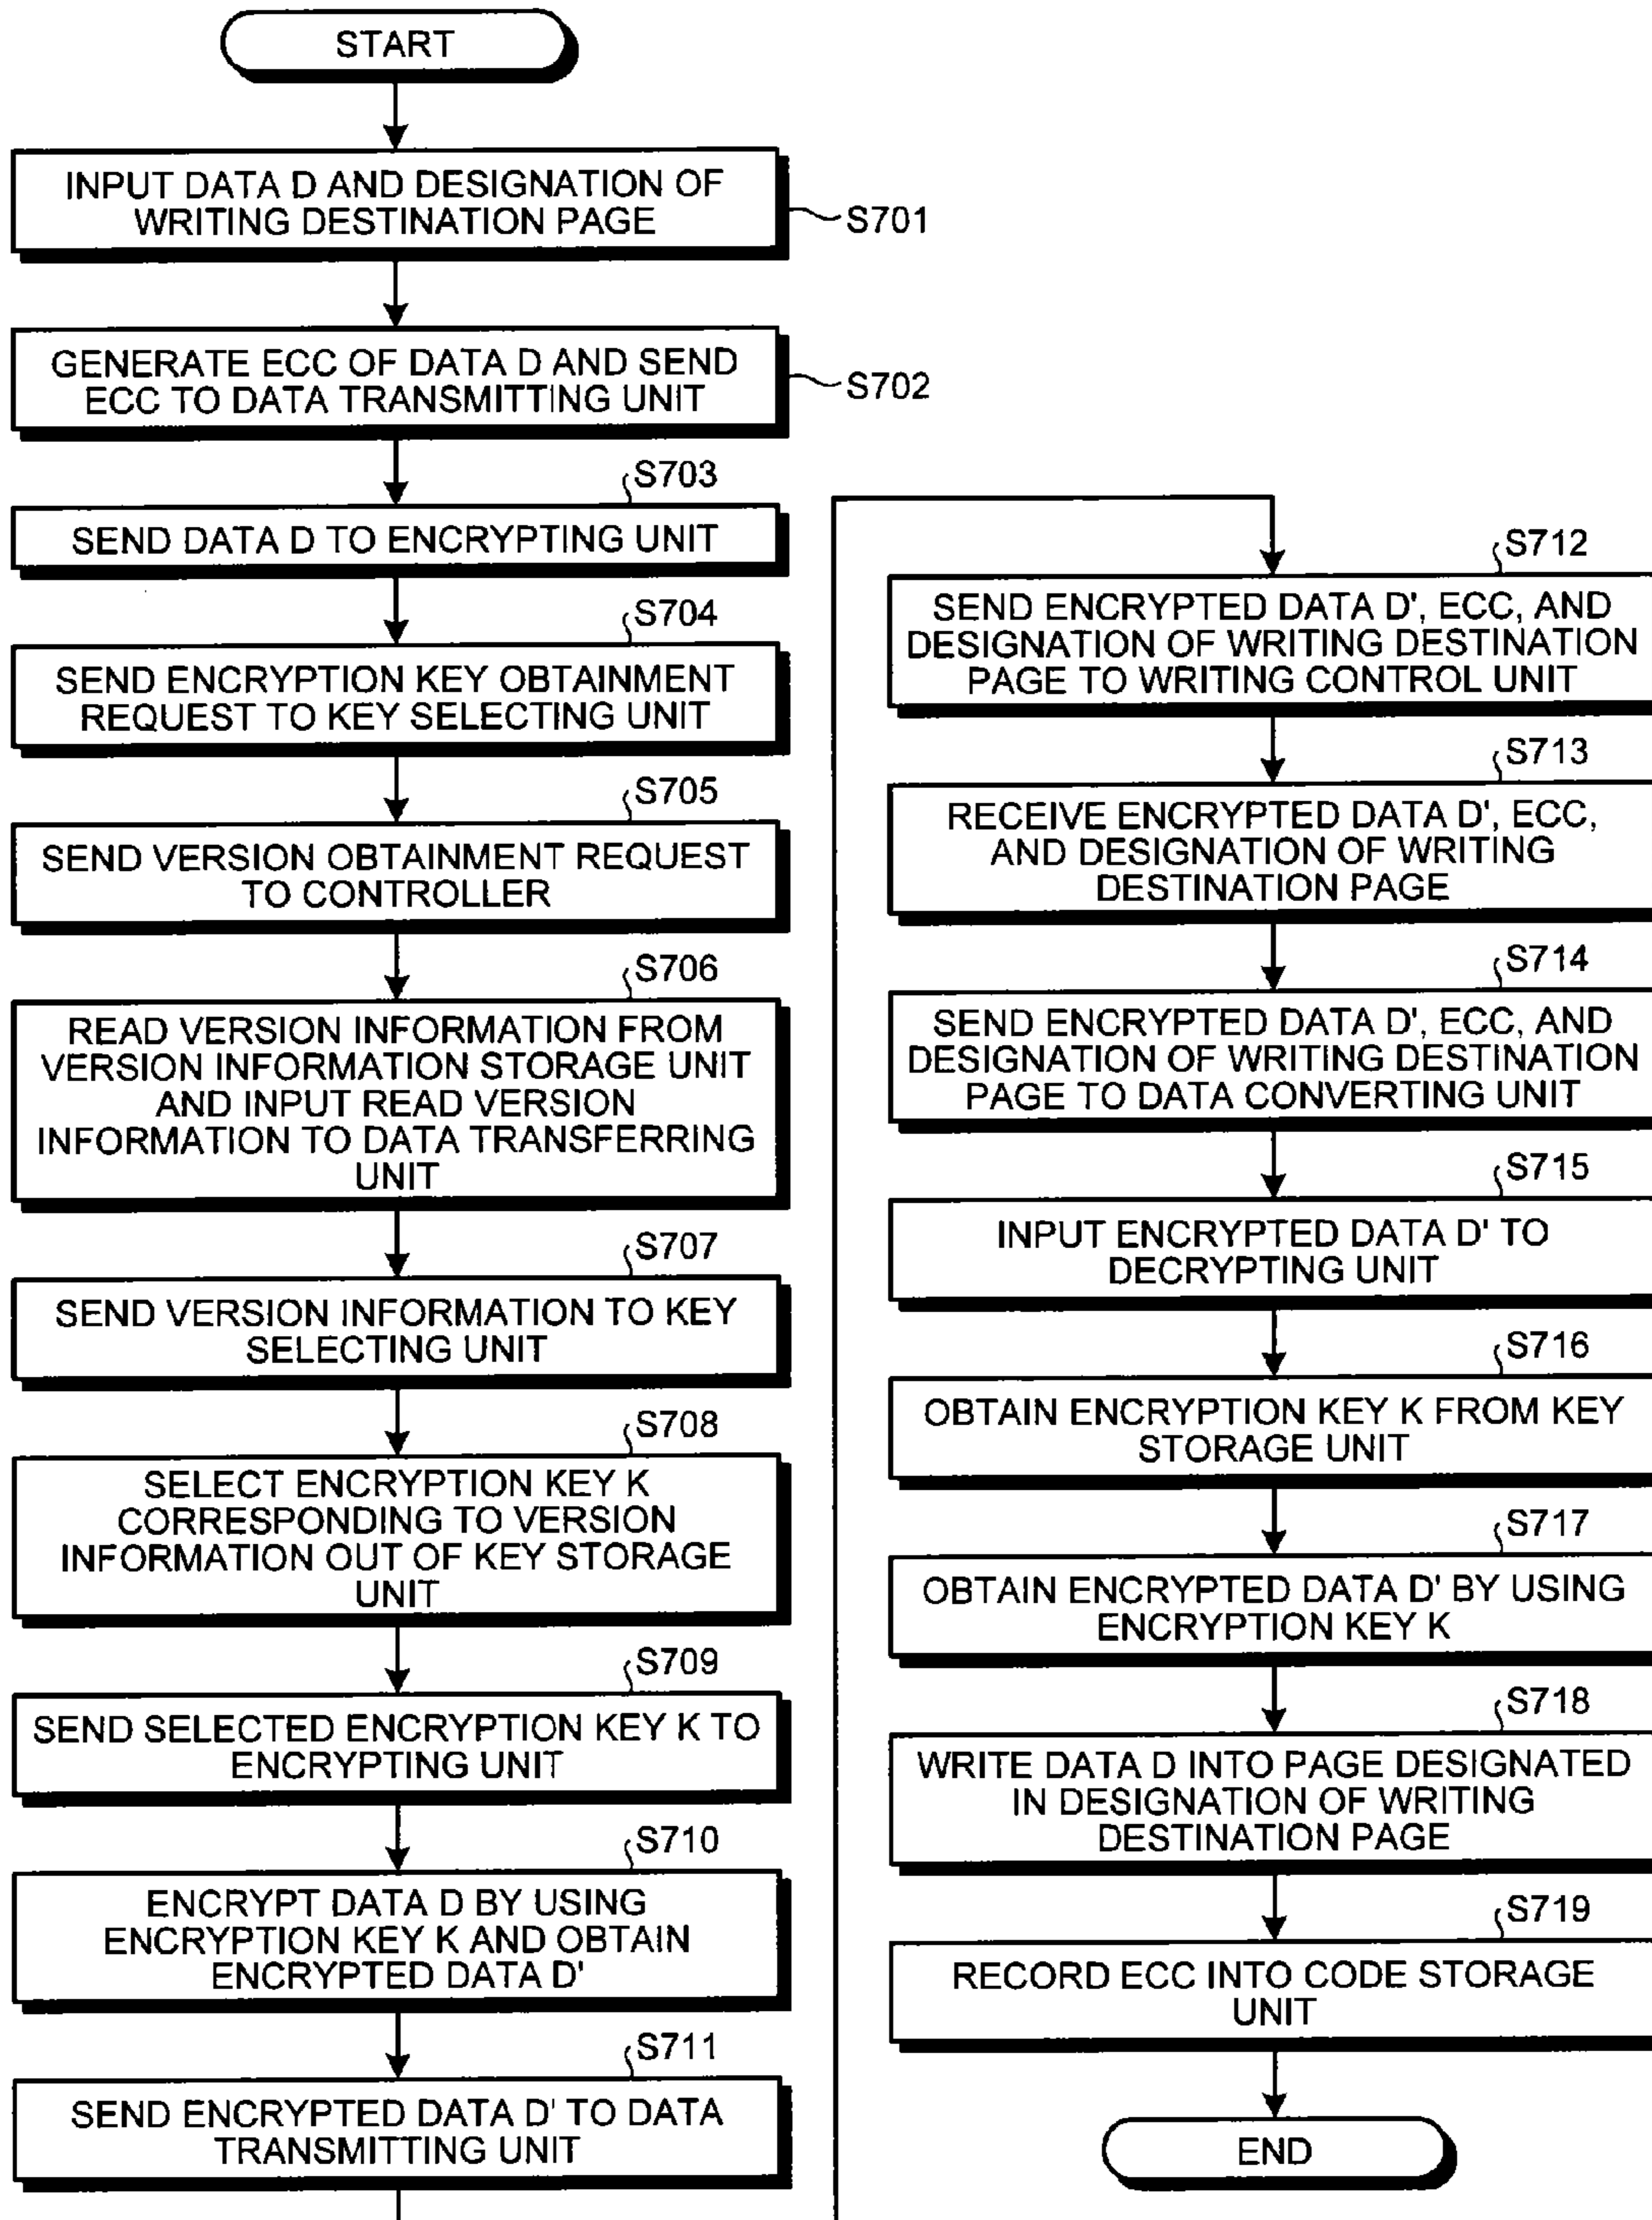 START
INPUT DATA D AND DESIGNATION OF
WRITING DESTINATION PAGE
S701
GENERATE ECC OF DATA D AND SEND
ECC TO DATA TRANSMITTING UNIT
S702
S703
SEND DATA D TO ENCRYPTING UNIT
S704
SEND ENCRYPTION KEY OBTAINMENT
REQUEST TO KEY SELECTING UNIT
S705
SEND VERSION OBTAINMENT REQUEST
TO CONTROLLER
S706
READ VERSION INFORMATION FROM
VERSION INFORMATION STORAGE UNIT
AND INPUT READ VERSION
INFORMATION TO DATA TRANSFERRING
UNIT
S707
SEND VERSION INFORMATION TO KEY
SELECTING UNIT
S708
SELECT ENCRYPTION KEY K
CORRESPONDING TO VERSION
INFORMATION OUT OF KEY STORAGE
UNIT
S709
SEND SELECTED ENCRYPTION KEY K TO
ENCRYPTING UNIT
S710
ENCRYPT DATA D BY USING
ENCRYPTION KEY K AND OBTAIN
ENCRYPTED DATA D'
S711
SEND ENCRYPTED DATA D' TO DATA
TRANSMITTING UNIT
S712
SEND ENCRYPTED DATA D', ECC, AND
DESIGNATION OF WRITING DESTINATION
PAGE TO WRITING CONTROL UNIT
S713
RECEIVE ENCRYPTED DATA D', ECC,
AND DESIGNATION OF WRITING
DESTINATION PAGE
S714
SEND ENCRYPTED DATA D', ECC, AND
DESIGNATION OF WRITING DESTINATION
PAGE TO DATA CONVERTING UNIT
S715
INPUT ENCRYPTED DATA D' TO
DECRYPTING UNIT
S716
OBTAIN ENCRYPTION KEY K FROM KEY
STORAGE UNIT
S717
OBTAIN ENCRYPTED DATA D' BY USING
ENCRYPTION KEY K
S718
WRITE DATA D INTO PAGE DESIGNATED
IN DESIGNATION OF WRITING
DESTINATION PAGE
S719
RECORD ECC INTO CODE STORAGE
UNIT
END